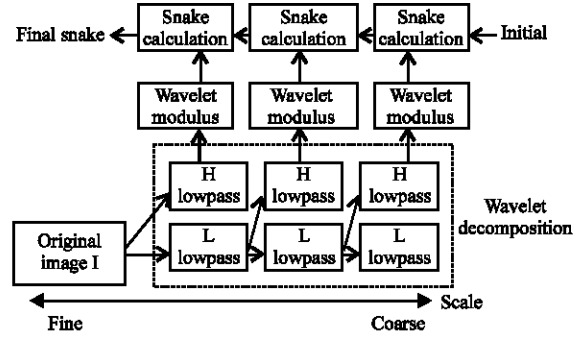 Final snake
Snake
calculation
Snake
calculation
Snake
calculation
Initial
Wavelet
modulus
Wavelet
modulus
Wavelet
modulus
H
lowpass
H
lowpass
H
lowpass
Wavelet
decomposition
Original
image I
L
lowpass
L
lowpass
L
lowpass
Scale
Fine
Coarse